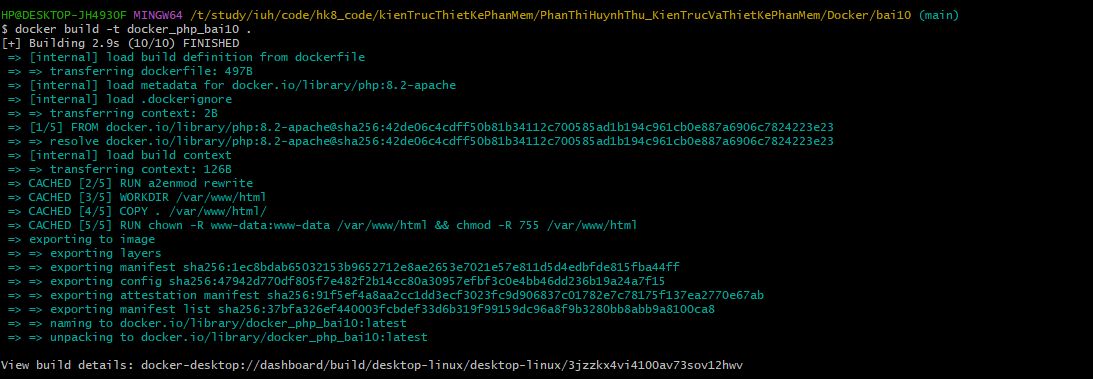 HP@DESKTOP-JH493OF MINGW64 /t/study/iuh/code/hk8_code/kienTrucThietKePhanMem/PhanThiHuynhThu_KienTrucVaThietKePhanMem/Docker/bai10 (main)
$ docker build -t docker_php_bai10 .
[+] Building 2.9s (10/10) FINISHED
=> [internal] load build definition from dockerfile
=> => transferring dockerfile: 497B
=> [internal] load metadata for docker.io/library/php:8.2-apache
=> [internal] load .dockerignore
=> => transferring context: 2B
=> [1/5] FROM docker.io/library/php:8.2-apache@sha256:42de06c4cdff50b81b34112c700585ad1b194c961cb0e887a6906c7824223e23
=> => resolve docker.io/library/php:8.2-apache@sha256:42de06c4cdff50b81b34112c700585ad1b194c961cb0e887a6906c7824223e23
=> [internal] load build context
=> => transferring context: 126B
=> CACHED [2/5] RUN a2enmod rewrite
=> CACHED [3/5] WORKDIR /var/www/html
=> CACHED [4/5] COPY . /var/www/html/
=> CACHED [5/5] RUN chown -R www-data:www-data /var/www/html && chmod -R 755 /var/www/html
=> exporting to image
=> => exporting layers
=> => exporting manifest sha256:1ec8bdab65032153b9652712e8ae2653e7021e57e811d5d4edbfde815fba44ff
=> => exporting config sha256:47942d770df805f7e482f2b14cc80a30957efbf3c0e4bb46dd236b19a24a7f15
=> => exporting attestation manifest sha256:91f5ef4a8aa2cc1dd3ecf3023fc9d906837c01782e7c78175f137ea2770e67ab
=> => exporting manifest list sha256:37bfa326ef440003fcbdef33d6b319f99159dc96a8f9b3280bb8abb9a8100ca8
=> => naming to docker.io/library/docker_php_bai10:latest
=> => unpacking to docker.io/library/docker_php_bai10:latest
View build details: docker-desktop://dashboard/build/desktop-linux/desktop-linux/3jzzkx4vi4100av73sov12hwv